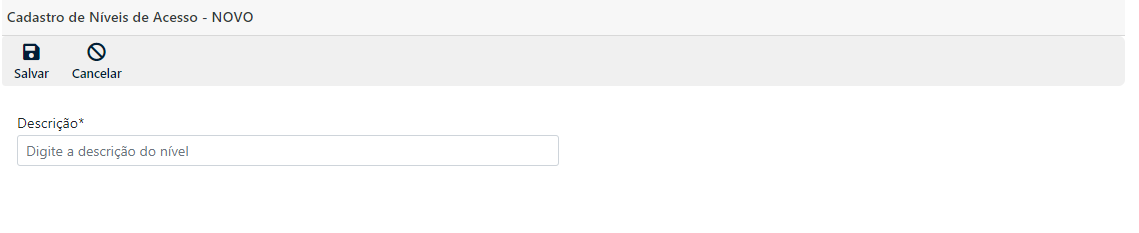 Cadastro de Níveis de Acesso - NOVO
Salvar Cancelar
Descrição*
Digite a descrição do nível